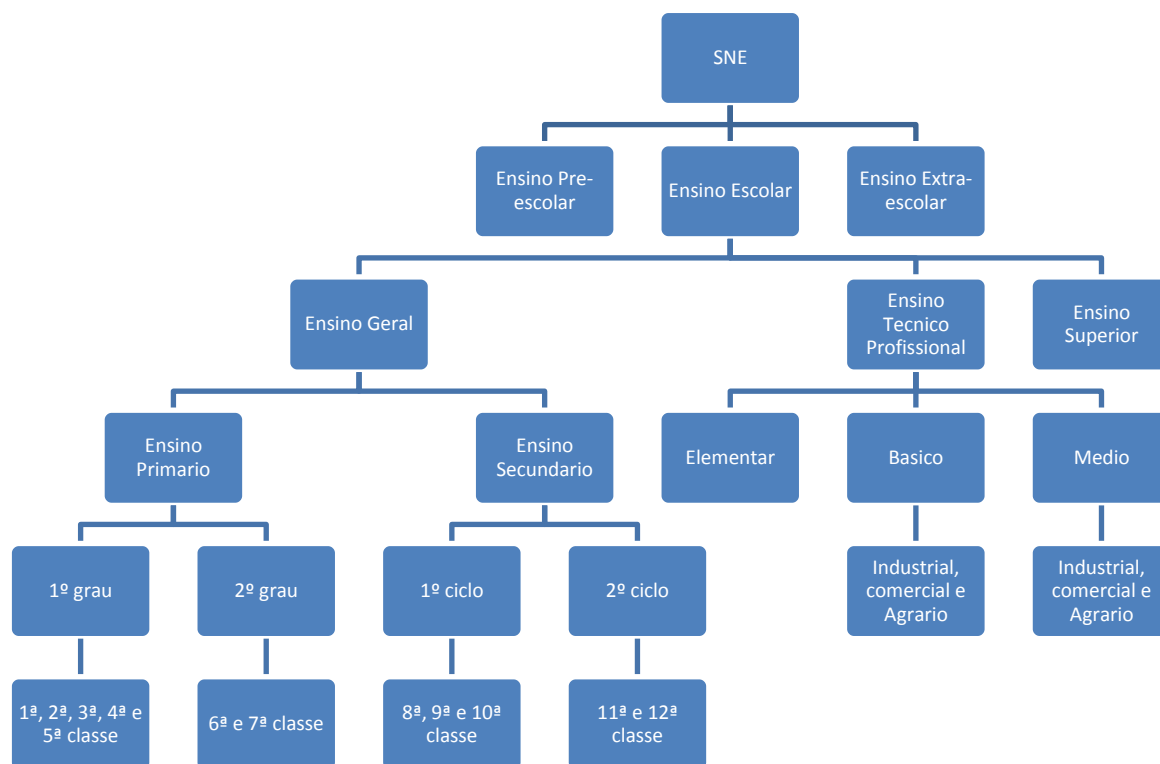 SNE
Ensino Pre-
escolar
Ensino Escolar
Ensino Extra-
escolar
Ensino Geral
Ensino
Tecnico
Profissional
Ensino
Superior
Ensino
Primario
Ensino
Secundario
Elementar
Basico
Medio
1º grau
2º grau
1º ciclo
2º ciclo
Industrial,
comercial e
Agrario
Industrial,
comercial e
Agrario
1ª, 2ª, 3ª, 4ª e
5ª classe
6ª e 7ª classe
8ª, 9ª e 10ª
classe
11ª e 12ª
classe